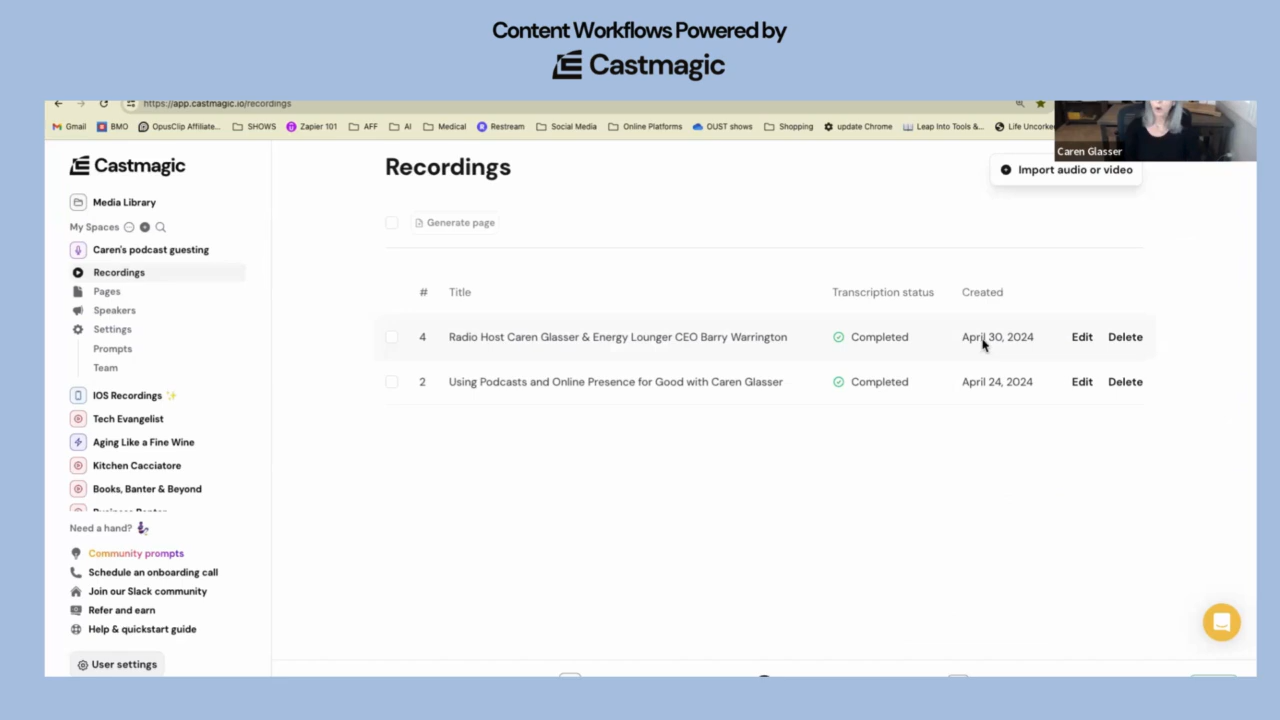 Content Workflows Powered by
Castmagic
https://app.castmagic.io/recordings
Gmail BMO OpusClip Affiliate... SHOWS Zapier 101 AFF AI Medical Restream Social Media Online Platforms OUST shows Shopping update Chrome Leap Into Tools &... Life Uncorke
Caren Glasser
Castmagic
Media Library
My Spaces
Caren's podcast guesting
Recordings
Pages
Speakers
Settings
Prompts
Team
IOS Recordings ✨
Tech Evangelist
Aging Like a Fine Wine
Kitchen Cacciatore
Books, Banter & Beyond
Need a hand?
Community prompts
Schedule an onboarding call
Join our Slack community
Refer and earn
Help & quickstart guide
User settings
Recordings
Import audio or video
Generate page
# Title Transcription status Created
4 Radio Host Caren Glasser & Energy Lounger CEO Barry Warrington Completed April 30, 2024 Edit Delete
2 Using Podcasts and Online Presence for Good with Caren Glasser Completed April 24, 2024 Edit Delete